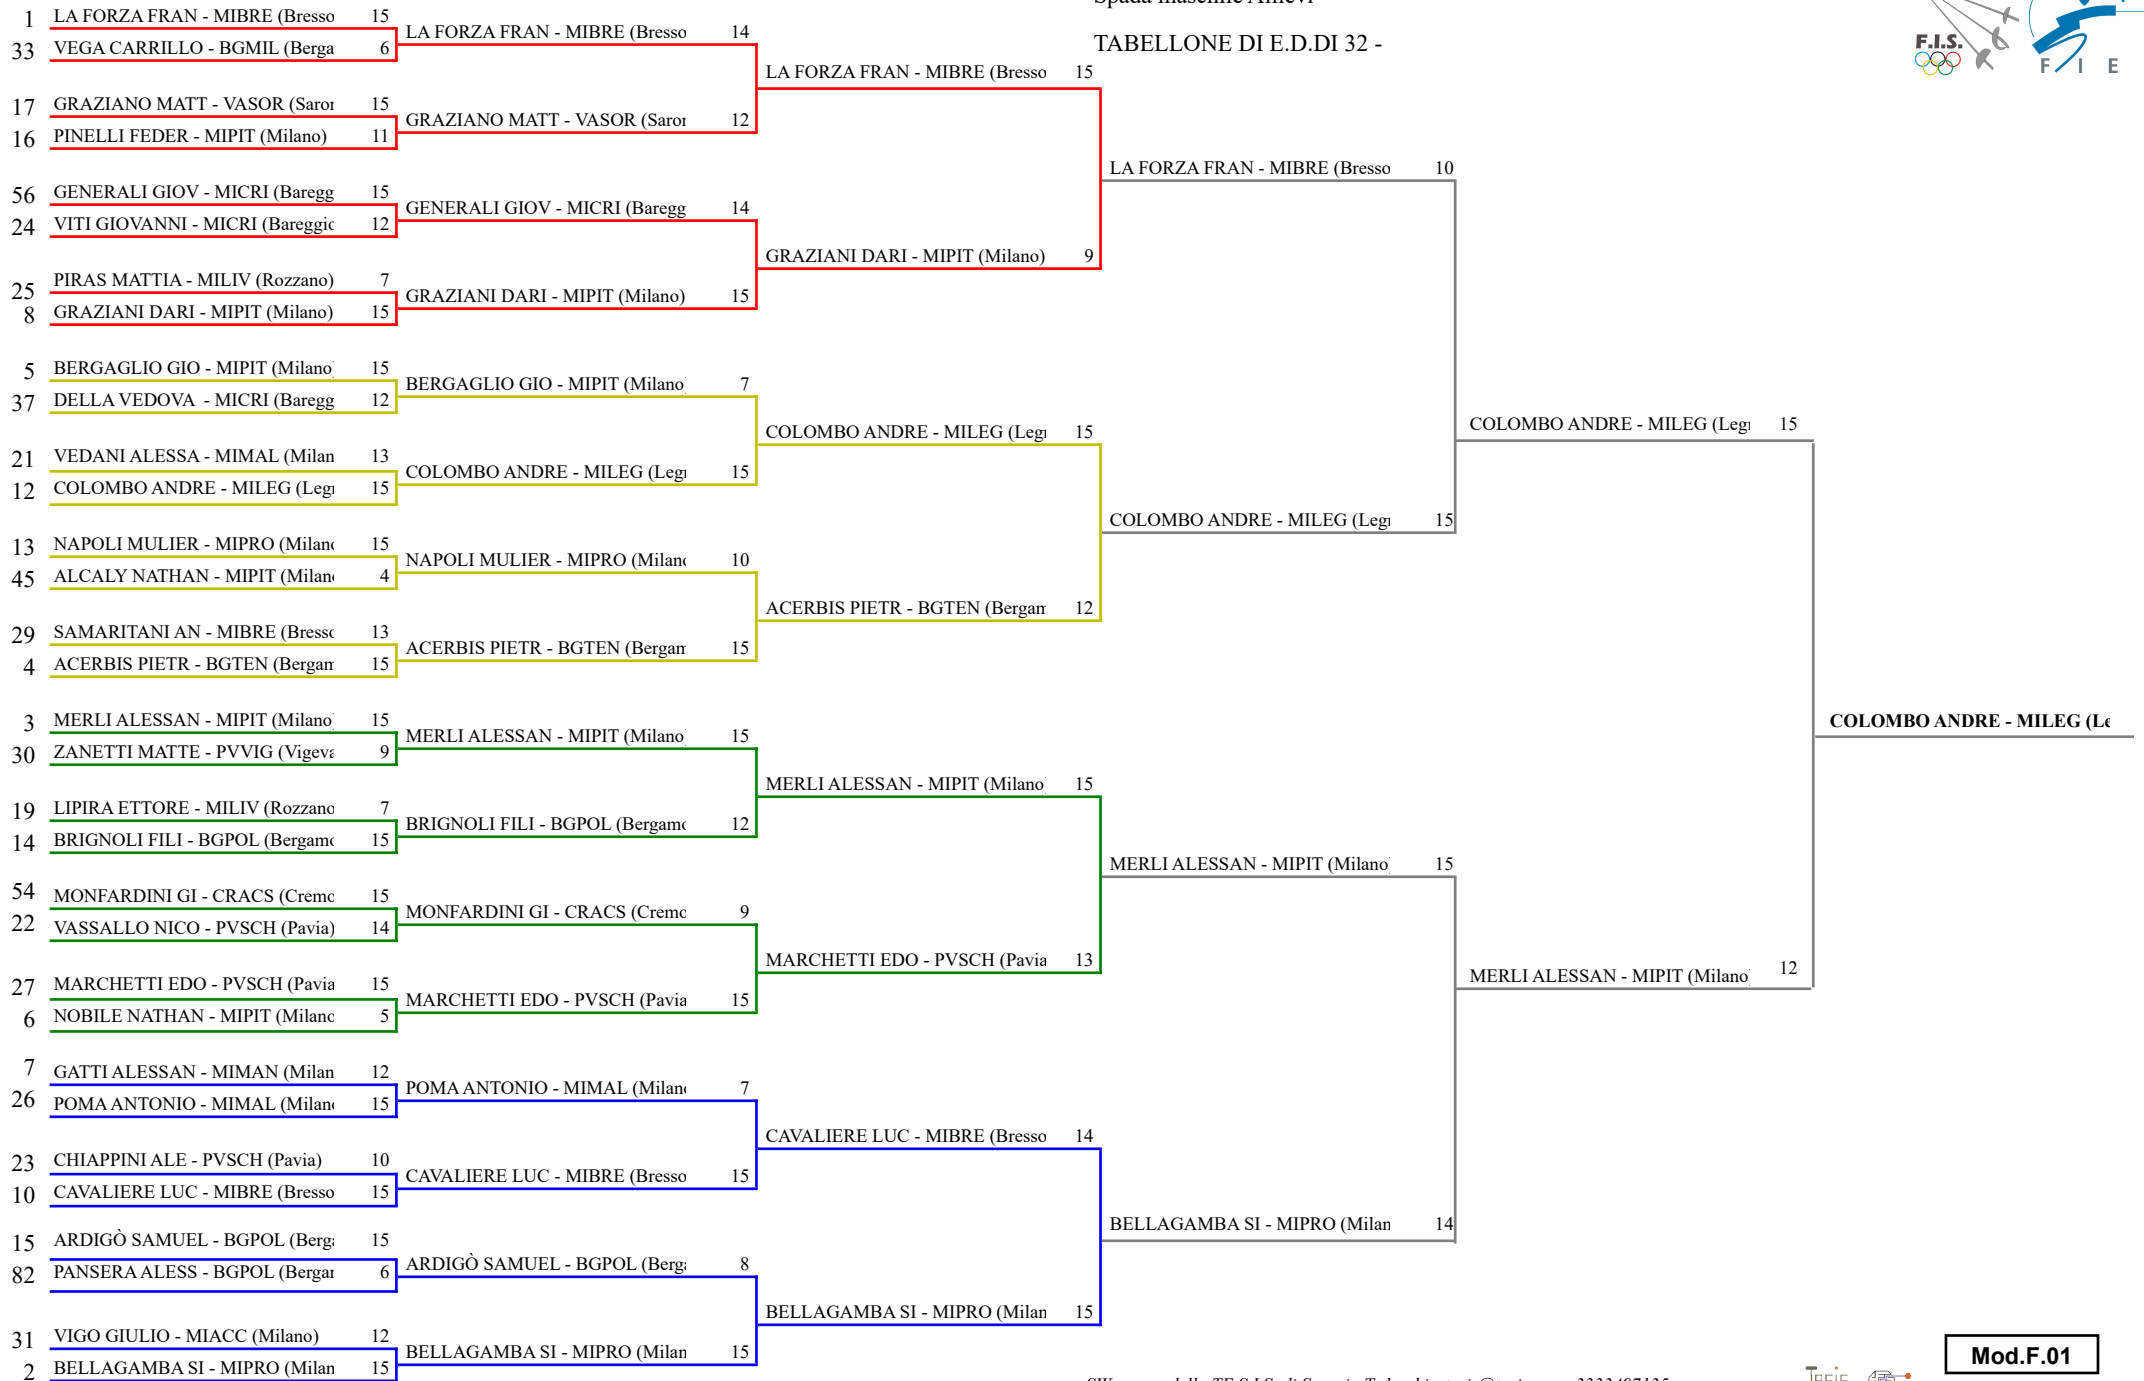 TABELLONE DI E.D.DI 32 -
F.I.S.
F I E
1 LA FORZA FRAN - MIBRE (Bresso 15
33 VEGA CARRILLO - BGMIL (Berga 6
17 GRAZIANO MATT - VASOR (Saror 15
16 PINELLI FEDER - MIPIT (Milano) 11
56 GENERALI GIOV - MICRI (Baregg 15
24 VITI GIOVANNI - MICRI (Bareggio 12
25 PIRAS MATTIA - MILIV (Rozzano) 7
8 GRAZIANI DARI - MIPIT (Milano) 15
5 BERGAGLIO GIO - MIPIT (Milano) 15
37 DELLA VEDOVA - MICRI (Baregg 12
21 VEDANI ALESSA - MIMAL (Milan 13
12 COLOMBO ANDRE - MILEG (Legn 15
13 NAPOLI MULIER - MIPRO (Milano 15
45 ALCALY NATHAN - MIPIT (Milano 4
29 SAMARITANI AN - MIBRE (Bresso 13
4 ACERBIS PIETR - BGTEN (Bergam 15
3 MERLI ALESSAN - MIPIT (Milano) 15
30 ZANETTI MATTE - PVVIG (Vigeva 9
19 LIPIRA ETTORE - MILIV (Rozzano 7
14 BRIGNOLI FILI - BGPOL (Bergamo 15
54 MONFARDINI GI - CRACS (Cremo 15
22 VASSALLO NICO - PVSCH (Pavia) 14
27 MARCHETTI EDO - PVSCH (Pavia 15
6 NOBILE NATHAN - MIPIT (Milano 5
7 GATTI ALESSAN - MIMAN (Milan 12
26 POMA ANTONIO - MIMAL (Milano 15
23 CHIAPPINI ALE - PVSCH (Pavia) 10
10 CAVALIERE LUC - MIBRE (Bresso 15
15 ARDIGÒ SAMUEL - BGPOL (Berga 15
82 PANSERA ALESS - BGPOL (Bergar 6
31 VIGO GIULIO - MIACC (Milano) 12
2 BELLAGAMBA SI - MIPRO (Milan 15
LA FORZA FRAN - MIBRE (Bresso 14
GRAZIANO MATT - VASOR (Saror 12
GENERALI GIOV - MICRI (Baregg 14
GRAZIANI DARI - MIPIT (Milano) 15
BERGAGLIO GIO - MIPIT (Milano) 7
COLOMBO ANDRE - MILEG (Legn 15
NAPOLI MULIER - MIPRO (Milano 10
ACERBIS PIETR - BGTEN (Bergam 15
MERLI ALESSAN - MIPIT (Milano) 15
BRIGNOLI FILI - BGPOL (Bergamo 12
MONFARDINI GI - CRACS (Cremo 9
MARCHETTI EDO - PVSCH (Pavia 15
POMA ANTONIO - MIMAL (Milano 7
CAVALIERE LUC - MIBRE (Bresso 15
ARDIGÒ SAMUEL - BGPOL (Berga 8
BELLAGAMBA SI - MIPRO (Milan 15
LA FORZA FRAN - MIBRE (Bresso 15
GRAZIANI DARI - MIPIT (Milano) 9
COLOMBO ANDRE - MILEG (Legn 15
ACERBIS PIETR - BGTEN (Bergam 12
MERLI ALESSAN - MIPIT (Milano) 15
MARCHETTI EDO - PVSCH (Pavia 13
CAVALIERE LUC - MIBRE (Bresso 14
BELLAGAMBA SI - MIPRO (Milan 15
LA FORZA FRAN - MIBRE (Bresso 10
COLOMBO ANDRE - MILEG (Legn 15
MERLI ALESSAN - MIPIT (Milano) 15
BELLAGAMBA SI - MIPRO (Milan 14
COLOMBO ANDRE - MILEG (Legn 15
MERLI ALESSAN - MIPIT (Milano) 12
COLOMBO ANDRE - MILEG (Le
Mod.F.01